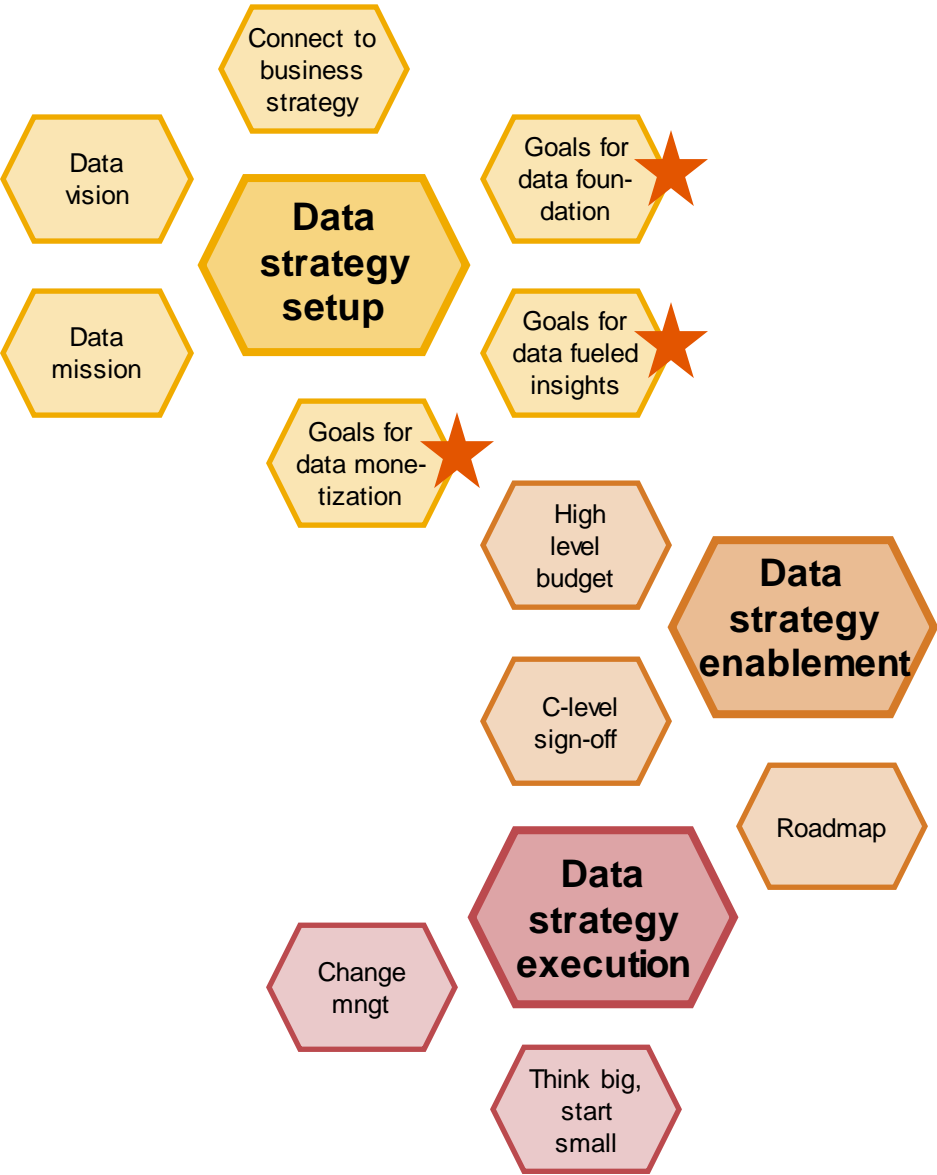 Connect to
business
strategy
Data
vision
Goals for
data foun-
dation
Data
strategy
setup
Data
mission
Goals for
data fueled
insights
Goals for
data mone-
tization
High
level
budget
Data
strategy
enablement
C-level
sign-off
Roadmap
Data
strategy
execution
Change
mngt
Think big,
start
small